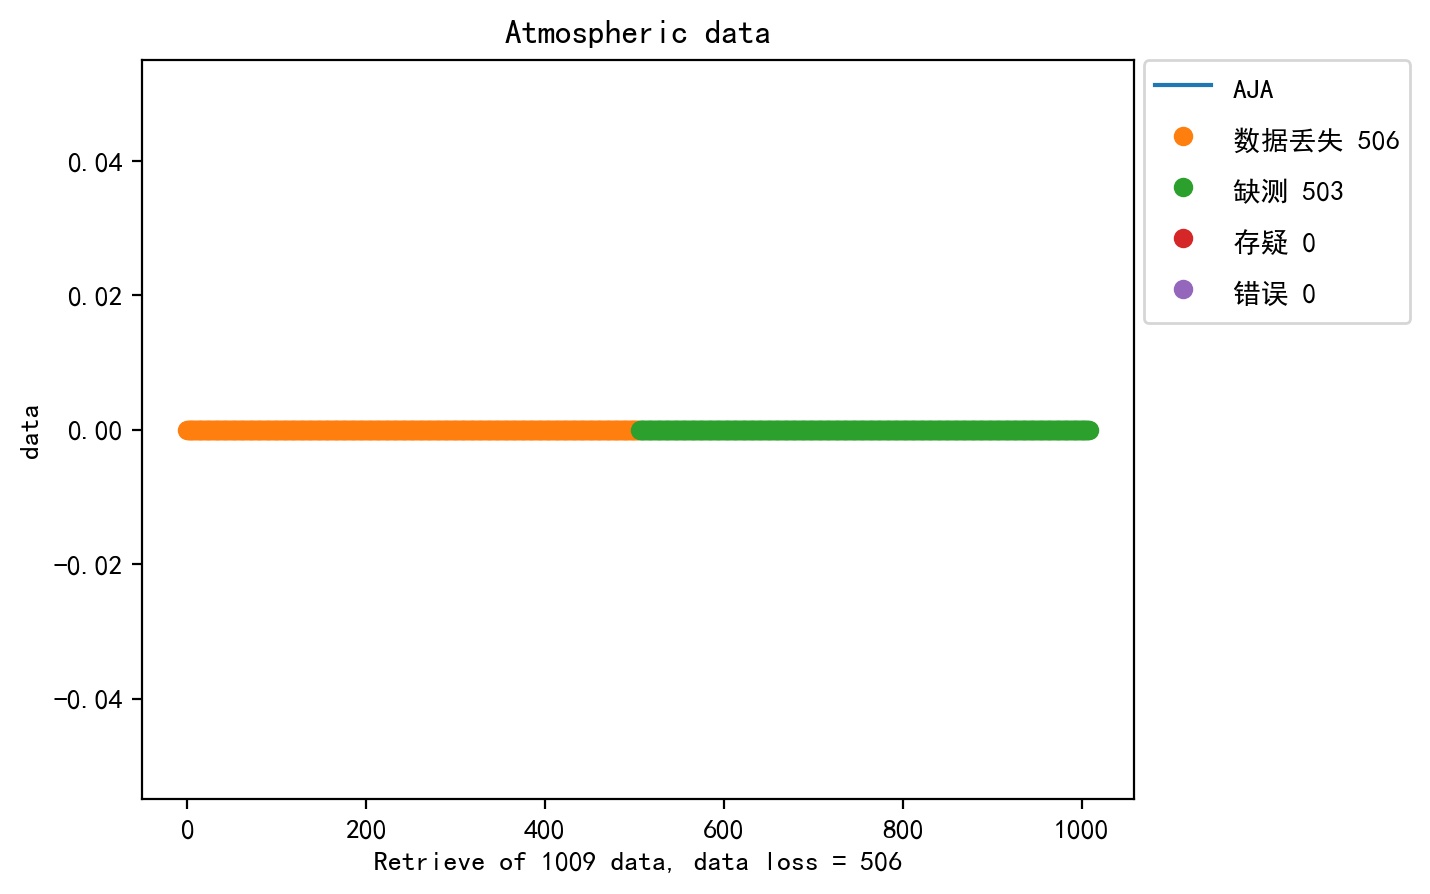 Atmospheric data
AJA
数据丢失 506
缺测 503
存疑 0
错误 0
data
0.04
0.02
0.00
−0.02
−0.04
0 200 400 600 800 1000
Retrieve of 1009 data, data loss = 506